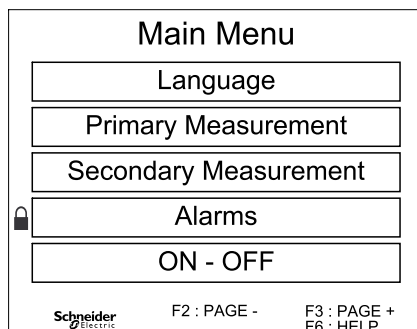 Main Menu
Language
Primary Measurement
Secondary Measurement
Alarms
ON - OFF
Schneider
Electric
F2 : PAGE -
F3 : PAGE +
F6 : HELP